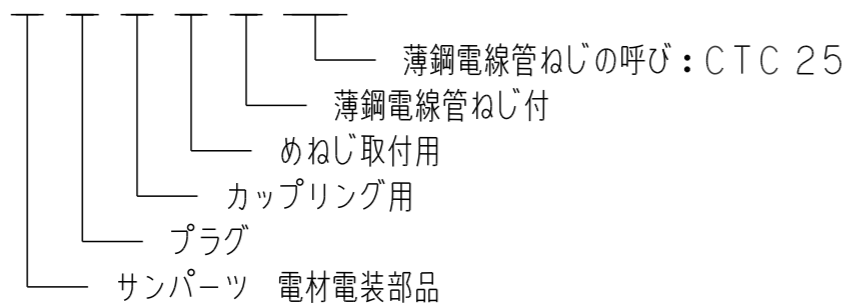 薄鋼電線管ねじの呼び：ＣＴＣ２５
薄鋼電線管ねじ付
めねじ取付用
カップリング用
プラグ
サンパーツ　電材電装部品